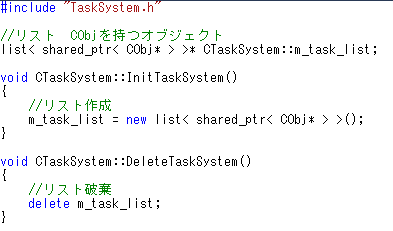 #include "TaskSystem.h"
//リスト CObjを持つオブジェクト
list< shared_ptr< CObj* > >* CTaskSystem::m_task_list;
void CTaskSystem::InitTaskSystem()
{
//リスト作成
m_task_list = new list< shared_ptr< CObj* > >();
}
void CTaskSystem::DeleteTaskSystem()
{
//リスト破棄
delete m_task_list;
}